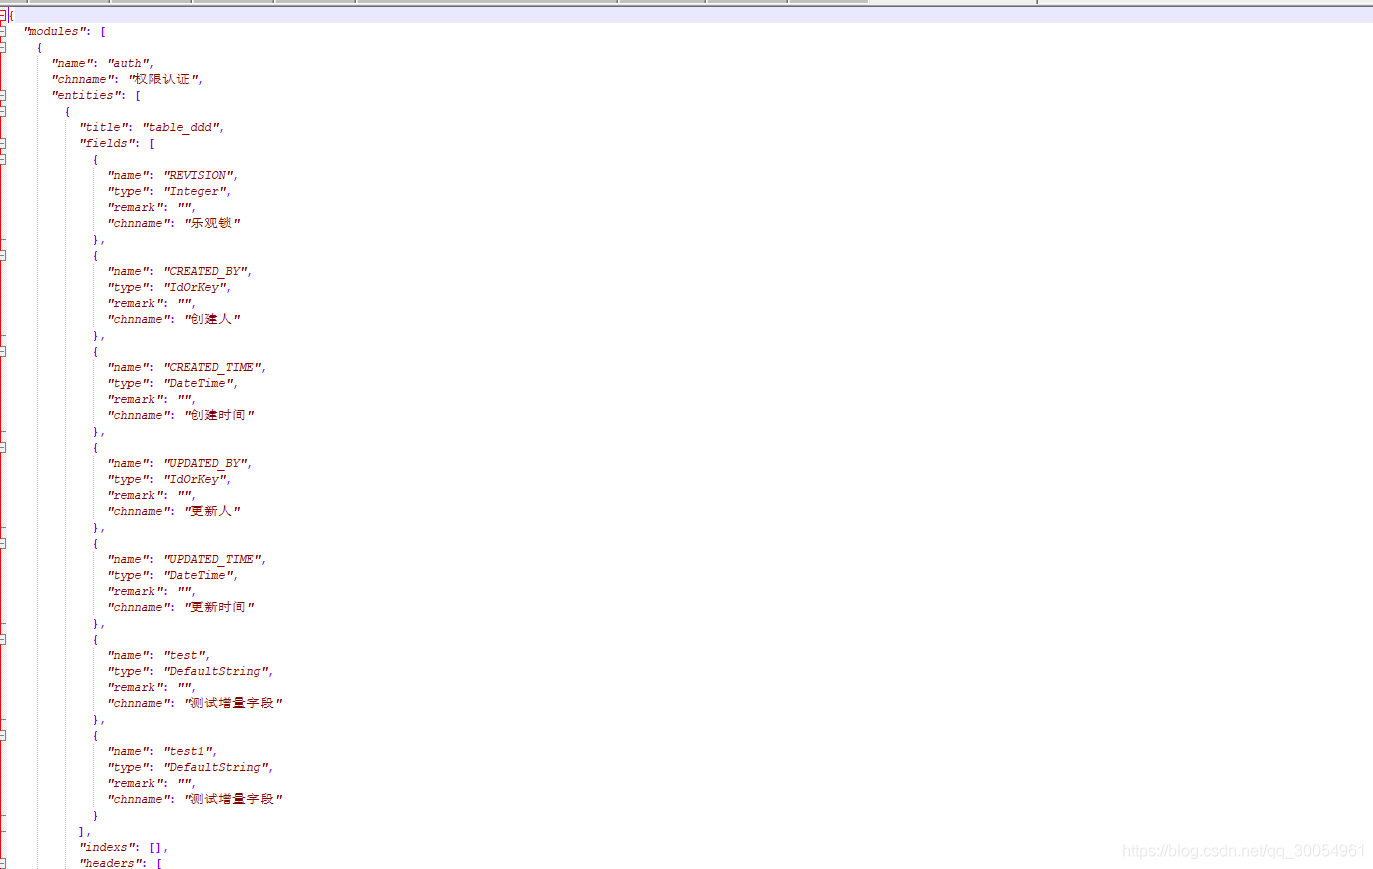 {
"modules": [
{
"name": "auth",
"chnname": "权限认证",
"entities": [
{
"title": "table_ddd",
"fields": [
{
"name": "REVISION",
"type": "Integer",
"remark": "",
"chnname": "乐观锁"
},
{
"name": "CREATED_BY",
"type": "IdOrKey",
"remark": "",
"chnname": "创建人"
},
{
"name": "CREATED_TIME",
"type": "DateTime",
"remark": "",
"chnname": "创建时间"
},
{
"name": "UPDATED_BY",
"type": "IdOrKey",
"remark": "",
"chnname": "更新人"
},
{
"name": "UPDATED_TIME",
"type": "DateTime",
"remark": "",
"chnname": "更新时间"
},
{
"name": "test",
"type": "DefaultString",
"remark": "",
"chnname": "测试增量字段"
},
{
"name": "test1",
"type": "DefaultString",
"remark": "",
"chnname": "测试增量字段"
}
],
"indexs": [],
"headers": [
https://blog.csdn.net/qq_30054961